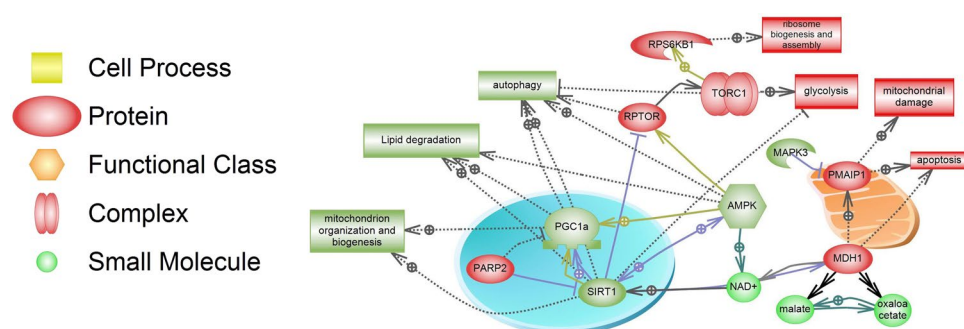 Cell Process
Protein
Functional Class
Complex
Small Molecule
ribosome
biogenesis and
assembly
RPS6KB1
autophagy
TORC1
glycolysis
mitochondrial
damage
RPTOR
Lipid degradation
MAPK3
PMAIP1
apoptosis
mitochondrion
organization and
biogenesis
PGC1a
AMPK
PARP2
SIRT1
NAD+
MDH1
malate
oxaloa
cetate